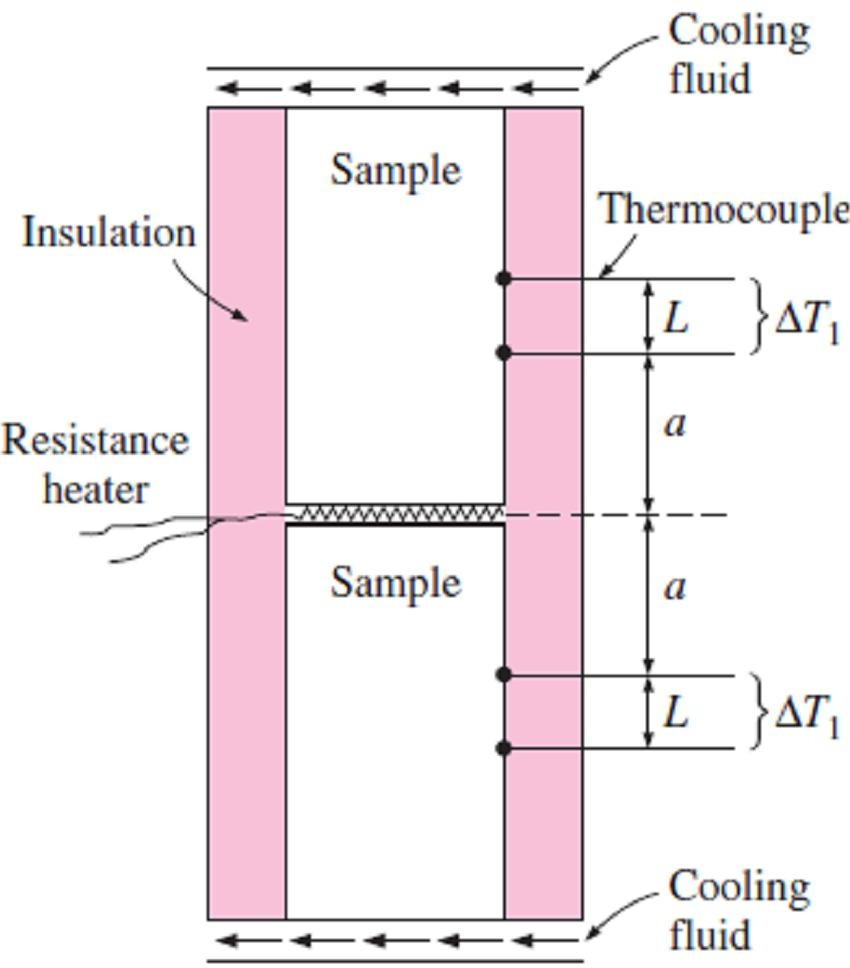 Cooling
fluid
Sample
Thermocouple
Insulation
L } ΔT1
a
Resistance
heater
Sample
a
L } ΔT1
Cooling
fluid